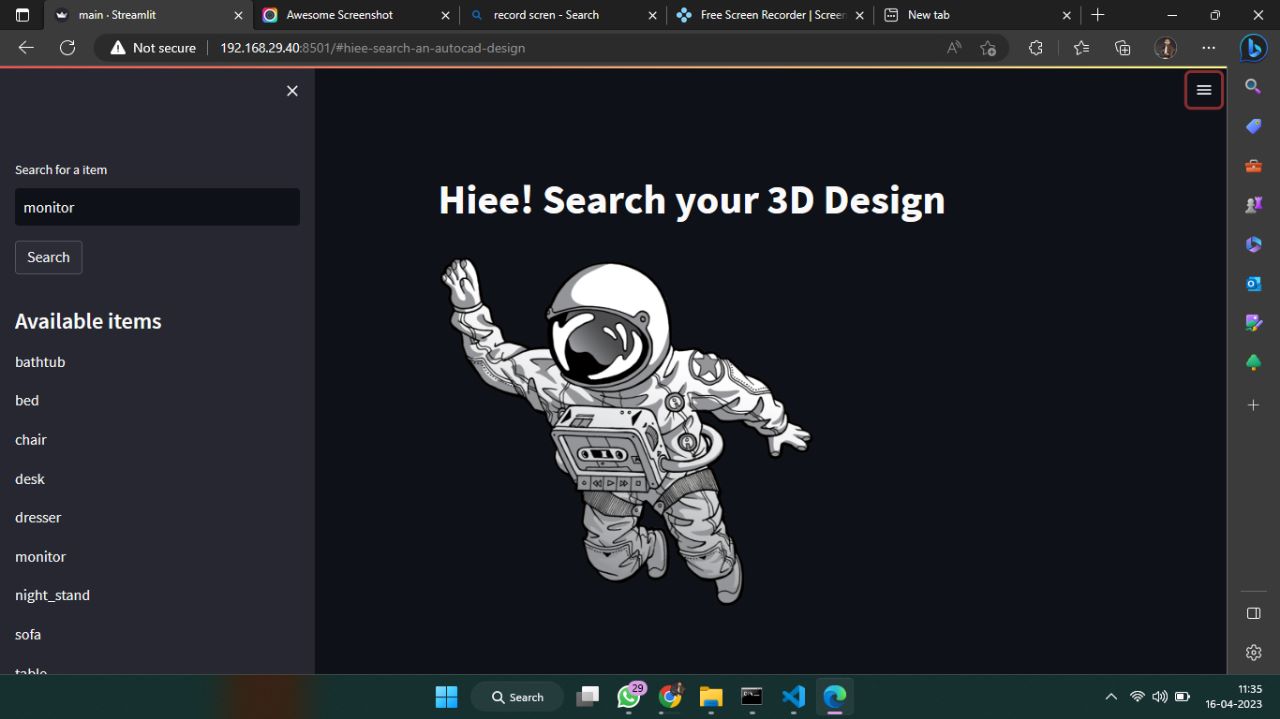 main · Streamlit
Awesome Screenshot
record scren - Search
Free Screen Recorder | Screen
New tab
Not secure
192.168.29.40:8501/#hiee-search-an-autocad-design
Search for a item
monitor
Search
Available items
bathtub
bed
chair
desk
dresser
monitor
night_stand
sofa
table
Hiee! Search your 3D Design
Search
29
11:35
16-04-2023